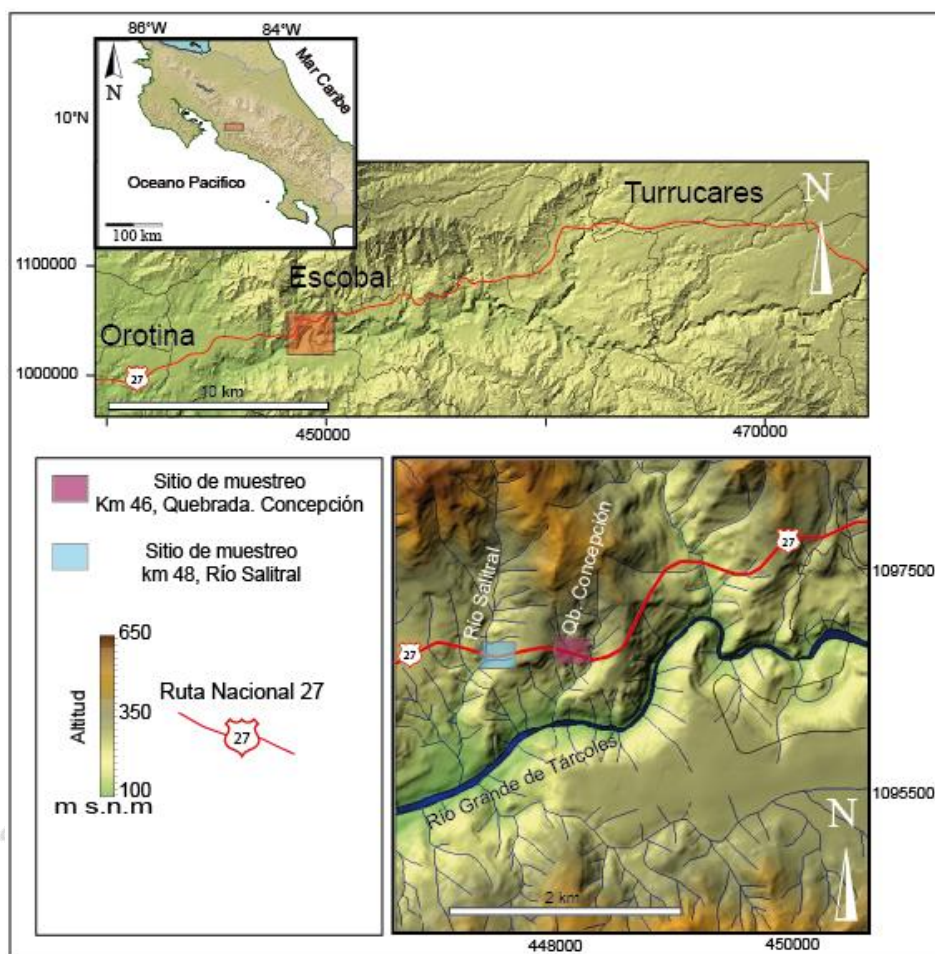 86°W
84°W
N
Mar Caribe
10°N
Oceano Pacifico
100 km
Turrucares
N
1100000
Escobal
Orotina
1000000
27
10 km
450000
470000
Sitio de muestreo
Km 46, Quebrada. Concepción
Sitio de muestreo
km 48, Río Salitral
650
350
100
Altitud
m s.n.m
Ruta Nacional 27
27
Río Salitral
Qb. Concepción
27
27
1097500
Río Grande de Tárcoles
1095500
N
2 km
448000
450000